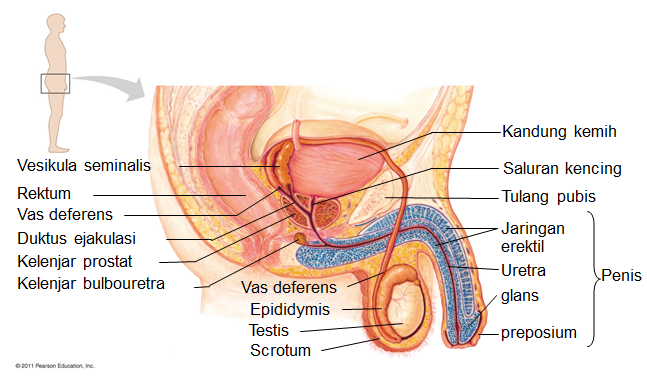 Vesikula seminalis
Rektum
Vas deferens
Duktus ejakulasi
Kelenjar prostat
Kelenjar bulbouretra
Vas deferens
Epididymis
Testis
Scrotum
Kandung kemih
Saluran kencing
Tulang pubis
Jaringan
erektil
Uretra
glans
preposium
Penis
© 2011 Pearson Education, Inc.